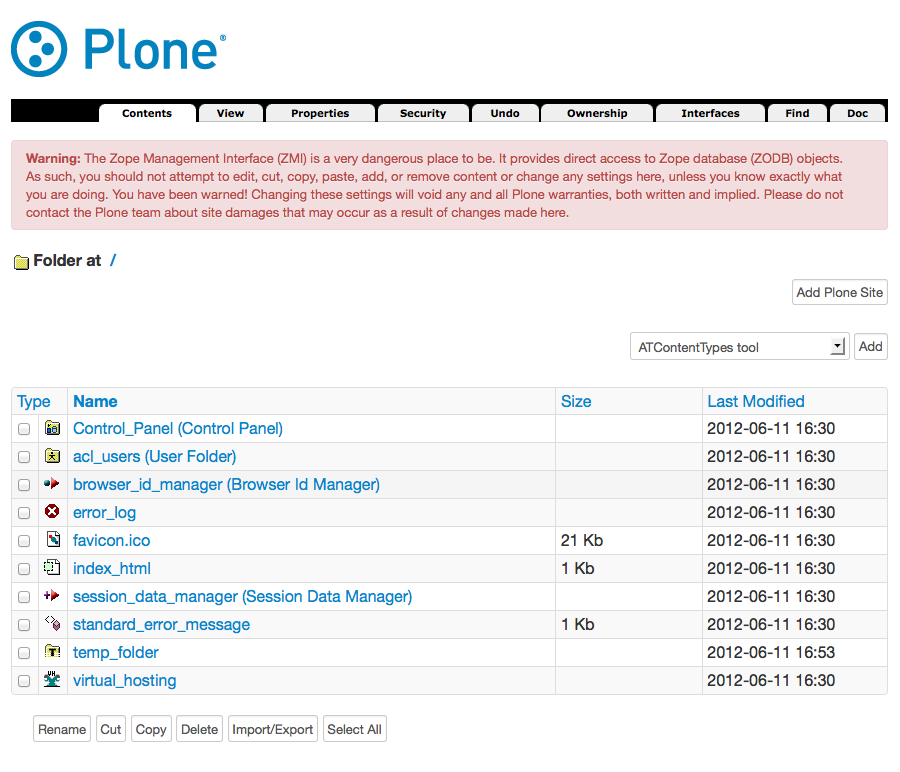 Plone®
Contents View Properties Security Undo Ownership Interfaces Find Doc
Warning: The Zope Management Interface (ZMI) is a very dangerous place to be. It provides direct access to Zope database (ZODB) objects.
As such, you should not attempt to edit, cut, copy, paste, add, or remove content or change any settings here, unless you know exactly what
you are doing. You have been warned! Changing these settings will void any and all Plone warranties, both written and implied. Please do not
contact the Plone team about site damages that may occur as a result of changes made here.
Folder at /
Add Plone Site
ATContentTypes tool Add
Type Name Size Last Modified
Control_Panel (Control Panel) 2012-06-11 16:30
acl_users (User Folder) 2012-06-11 16:30
browser_id_manager (Browser Id Manager) 2012-06-11 16:30
error_log 2012-06-11 16:30
favicon.ico 21 Kb 2012-06-11 16:30
index_html 1 Kb 2012-06-11 16:30
session_data_manager (Session Data Manager) 2012-06-11 16:30
standard_error_message 1 Kb 2012-06-11 16:30
temp_folder 2012-06-11 16:53
virtual_hosting 2012-06-11 16:30
Rename Cut Copy Delete Import/Export Select All